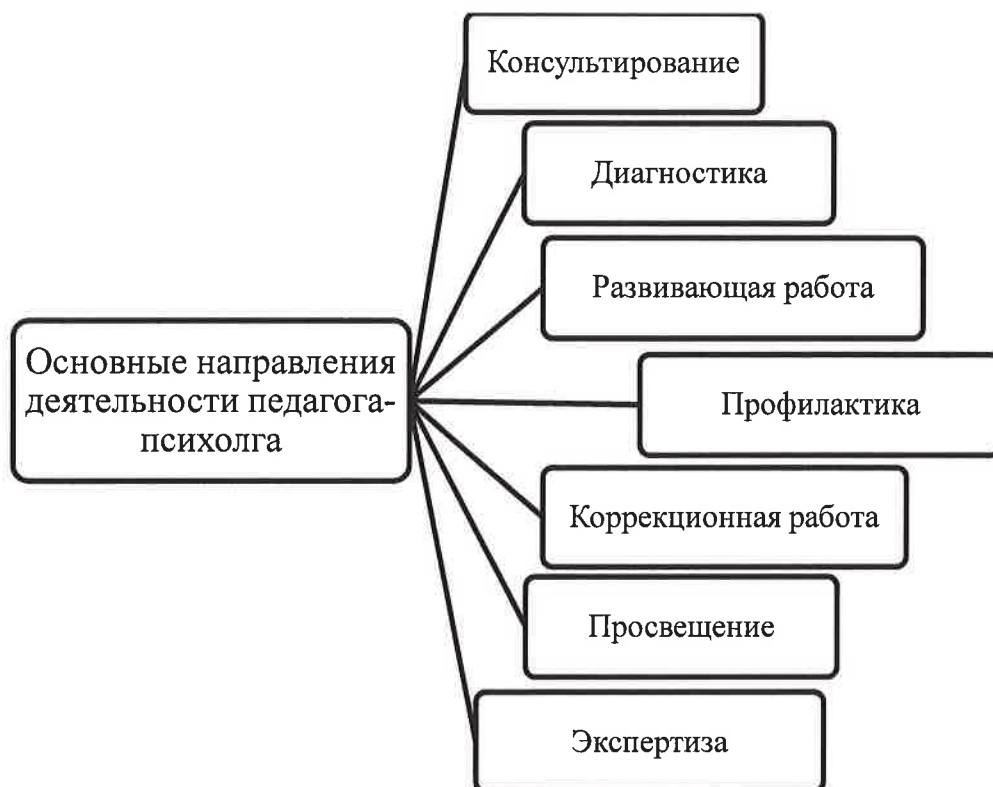 Консультирование
Диагностика
Развивающая работа
Основные направления
деятельности педагога-
психолга
Профилактика
Коррекционная работа
Просвещение
Экспертиза